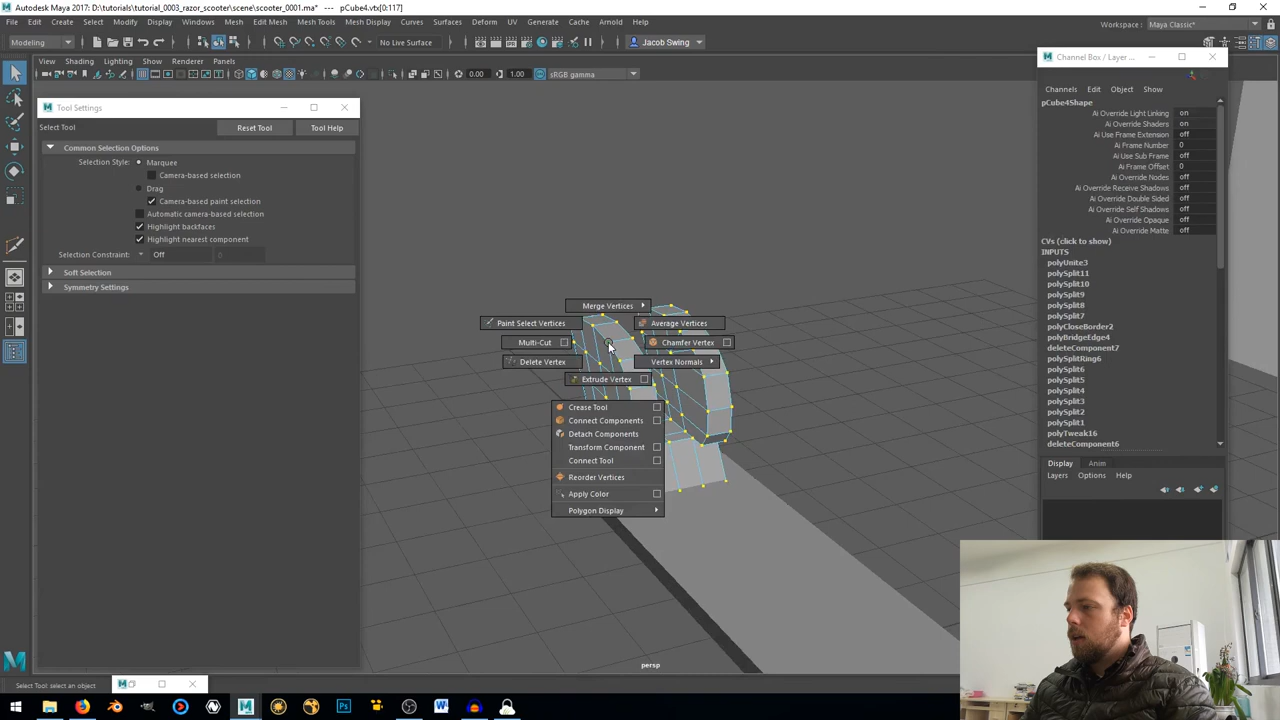 Autodesk Maya 2017: D:\tutorials\tutorial_0003_razor_scooter\scene\scooter_0001.ma* --- pCube4.vtx[0:117]
File Edit Create Select Modify Display Windows Mesh Edit Mesh Mesh Tools Mesh Display Curves Surfaces Deform UV Generate Cache Arnold Help
Workspace: Maya Classic*
Modeling No Live Surface Jacob Swing
View Shading Lighting Show Renderer Panels
0.00 1.00 sRGB gamma
Tool Settings
Select Tool Reset Tool Tool Help
Common Selection Options
Selection Style: Marquee
Camera-based selection
Drag
Camera-based paint selection
Automatic camera-based selection
Highlight backfaces
Highlight nearest component
Selection Constraint: Off 0
Soft Selection
Symmetry Settings
Merge Vertices
Paint Select Vertices Average Vertices
Multi-Cut Chamfer Vertex
Delete Vertex Vertex Normals
Extrude Vertex
Crease Tool
Connect Components
Detach Components
Transform Component
Connect Tool
Reorder Vertices
Apply Color
Polygon Display
persp
Channel Box / Layer ...
Channels Edit Object Show
pCube4Shape
Ai Override Light Linking on
Ai Override Shaders on
Ai Use Frame Extension off
Ai Frame Number 0
Ai Use Sub Frame off
Ai Frame Offset 0
Ai Override Nodes off
Ai Override Receive Shadows off
Ai Override Double Sided off
Ai Override Self Shadows off
Ai Override Opaque off
Ai Override Matte off
CVs (click to show)
INPUTS
polyUnite3
polySplit11
polySplit10
polySplit9
polySplit8
polySplit7
polyCloseBorder2
polyBridgeEdge4
deleteComponent7
polySplitRing6
polySplit6
polySplit5
polySplit4
polySplit3
polySplit2
polySplit1
polyTweak16
deleteComponent6
Display Anim
Layers Options Help
Select Tool: select an object